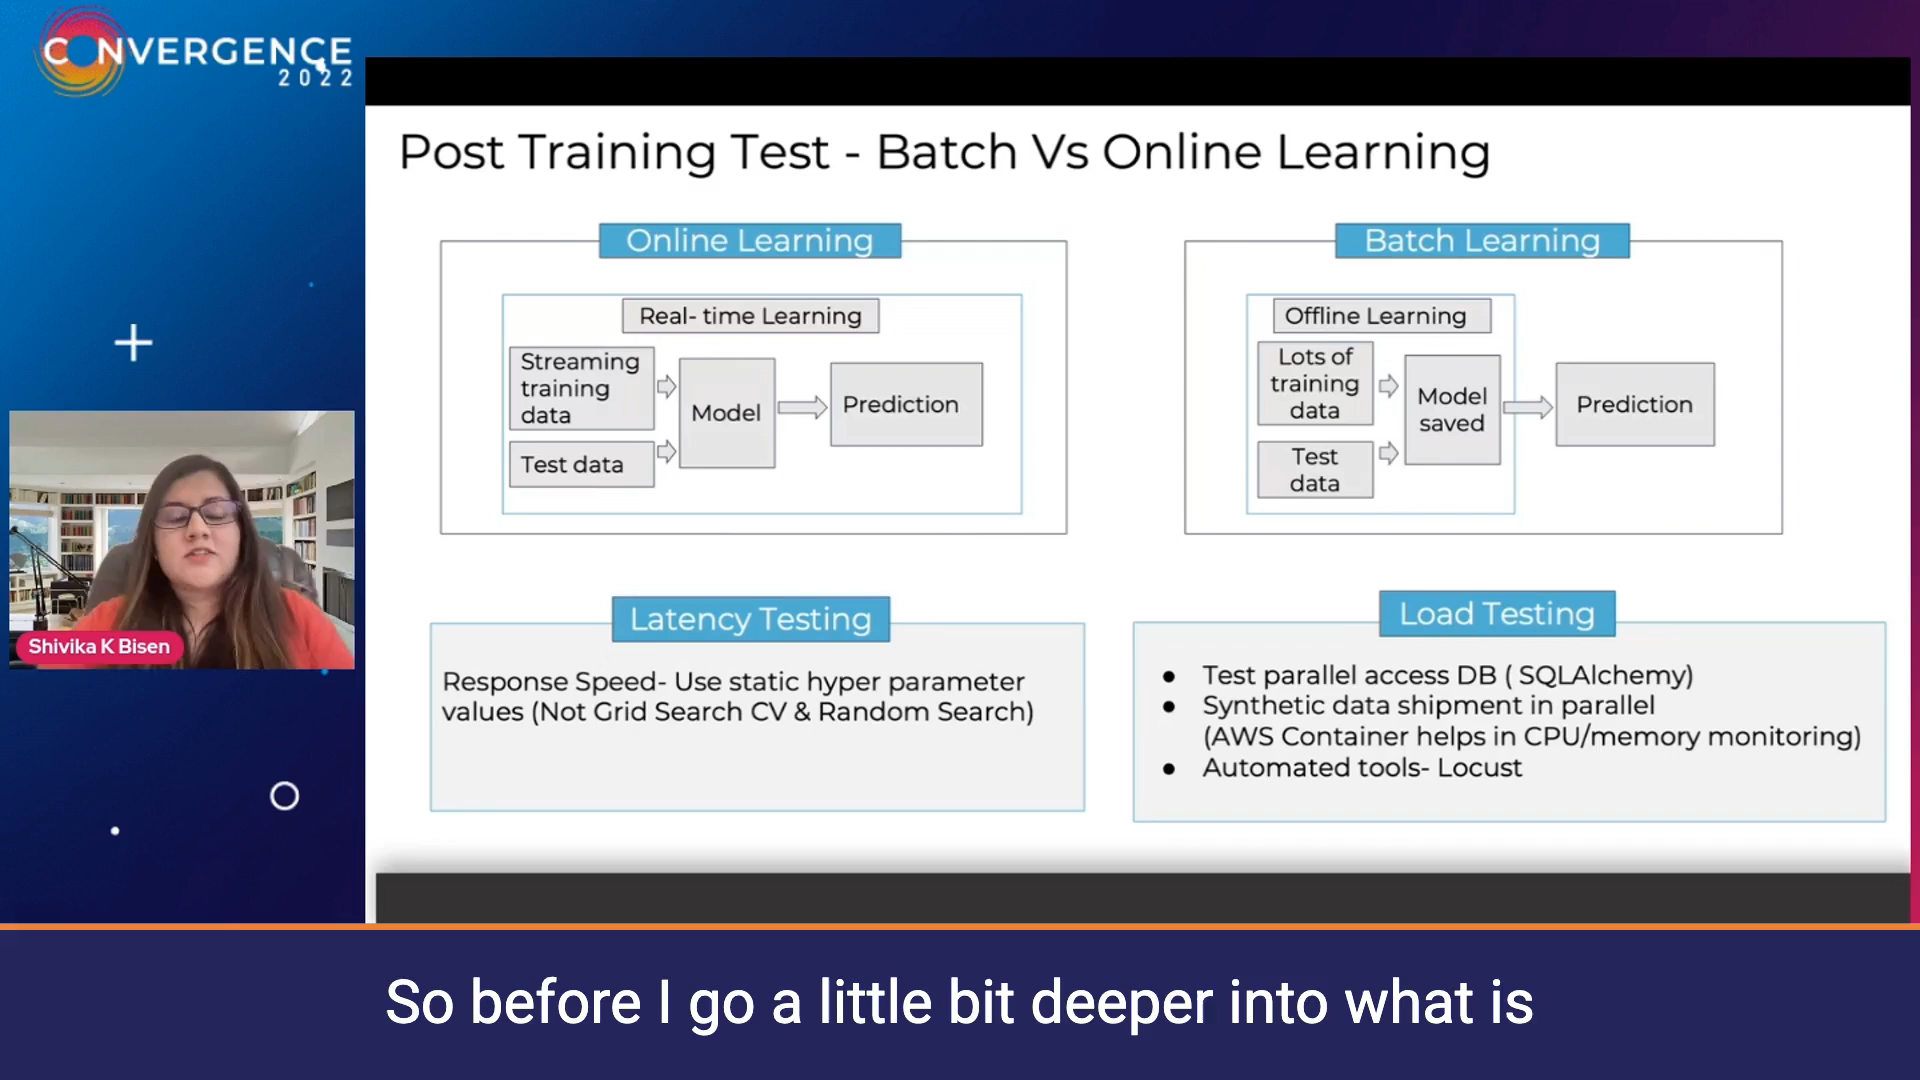 CONVERGENCE
2022
Post Training Test - Batch Vs Online Learning
Online Learning
Real- time Learning
Streaming
training
data
Test data
Model
Prediction
Batch Learning
Offline Learning
Lots of
training
data
Test
data
Model
saved
Prediction
Latency Testing
Response Speed- Use static hyper parameter
values (Not Grid Search CV & Random Search)
Load Testing
● Test parallel access DB ( SQLAlchemy)
● Synthetic data shipment in parallel
(AWS Container helps in CPU/memory monitoring)
● Automated tools- Locust
Shivika K Bisen
So before I go a little bit deeper into what is